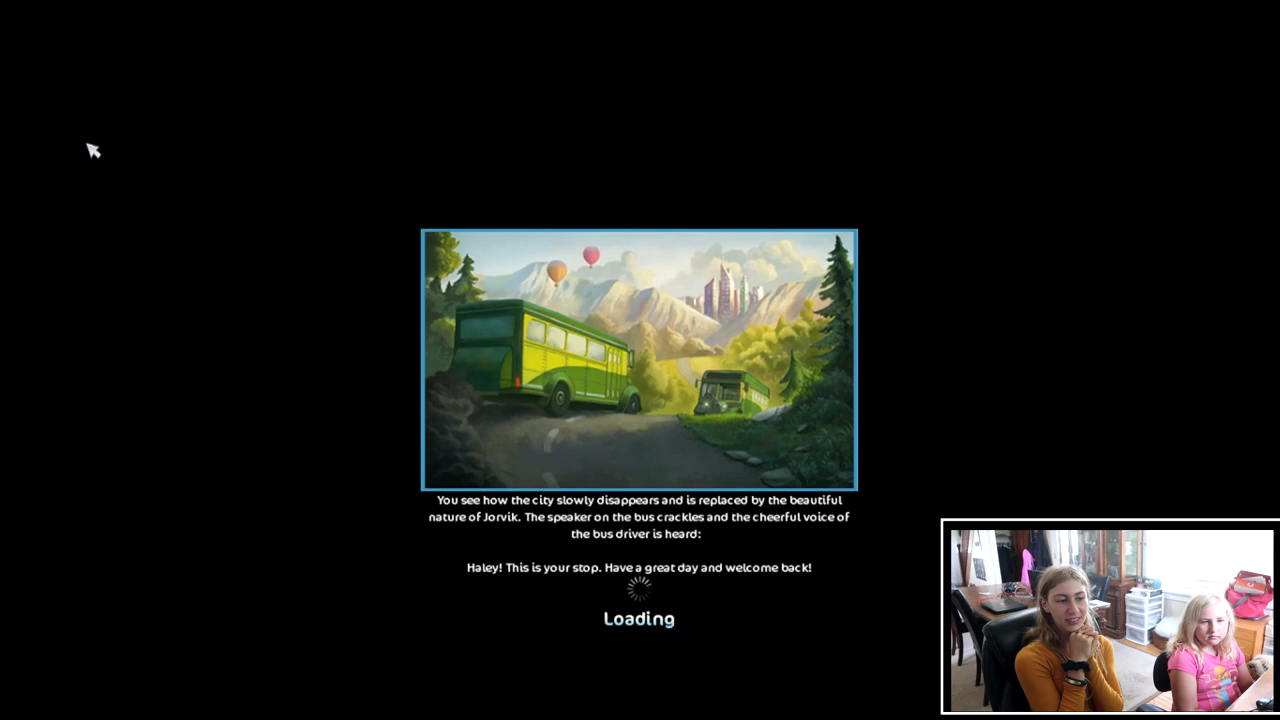 You see how the city slowly disappears and is replaced by the beautiful
nature of Jorvik. The speaker on the bus crackles and the cheerful voice of
the bus driver is heard:
Haley! This is your stop. Have a great day and welcome back!
Loading